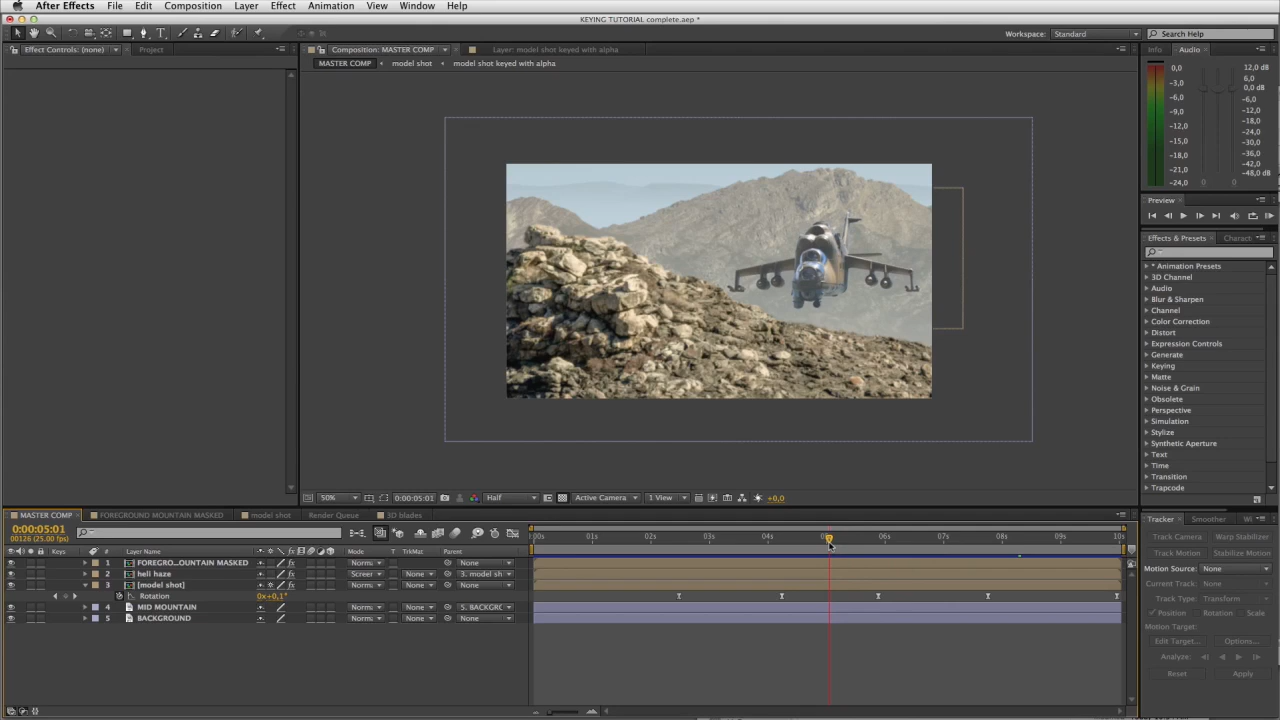 After Effects File Edit Composition Layer Effect Animation View Window Help
KEYING TUTORIAL complete.aep *
Workspace: Standard Search Help
Effect Controls: (none) Project
Composition: MASTER COMP Layer: model shot keyed with alpha
MASTER COMP model shot model shot keyed with alpha
Info Audio
0,0 12,0 dB
-3,0 6,0
-6,0 0,0 dB
-9,0 -6,0
-12,0 -12,0
-18,0
-15,0 -24,0
-18,0 -30,0
-36,0
-21,0 -42,0
-24,0 0 0 -48,0 dB
Preview
Effects & Presets Charact
* Animation Presets
3D Channel
Audio
Blur & Sharpen
Channel
Color Correction
Distort
Expression Controls
Generate
Keying
Matte
Noise & Grain
Obsolete
Perspective
Simulation
Stylize
Synthetic Aperture
Text
Time
Transition
Trapcode
50% 0:00:05:01 Half Active Camera 1 View +0,0
MASTER COMP FOREGROUND MOUNTAIN MASKED model shot Render Queue 3D blades
0:00:05:01
00126 (25.00 fps)
:00s 01s 02s 03s 04s 06s 07s 08s 09s 10s
Keys # Layer Name Mode T TrkMat Parent
1 FOREGRO...OUNTAIN MASKED Norm None
2 heli haze Screer None 3. model sh
3 [model shot] Norm None None
Rotation 0x+0,1°
4 MID MOUNTAIN Norm None 5. BACKGRC
5 BACKGROUND Norm None None
Tracker Smoother Wi
Track Camera Warp Stabilizer
Track Motion Stabilize Motion
Motion Source: None
Current Track: None
Track Type: Transform
Position Rotation Scale
Motion Target:
Edit Target... Options...
Analyze:
Reset Apply